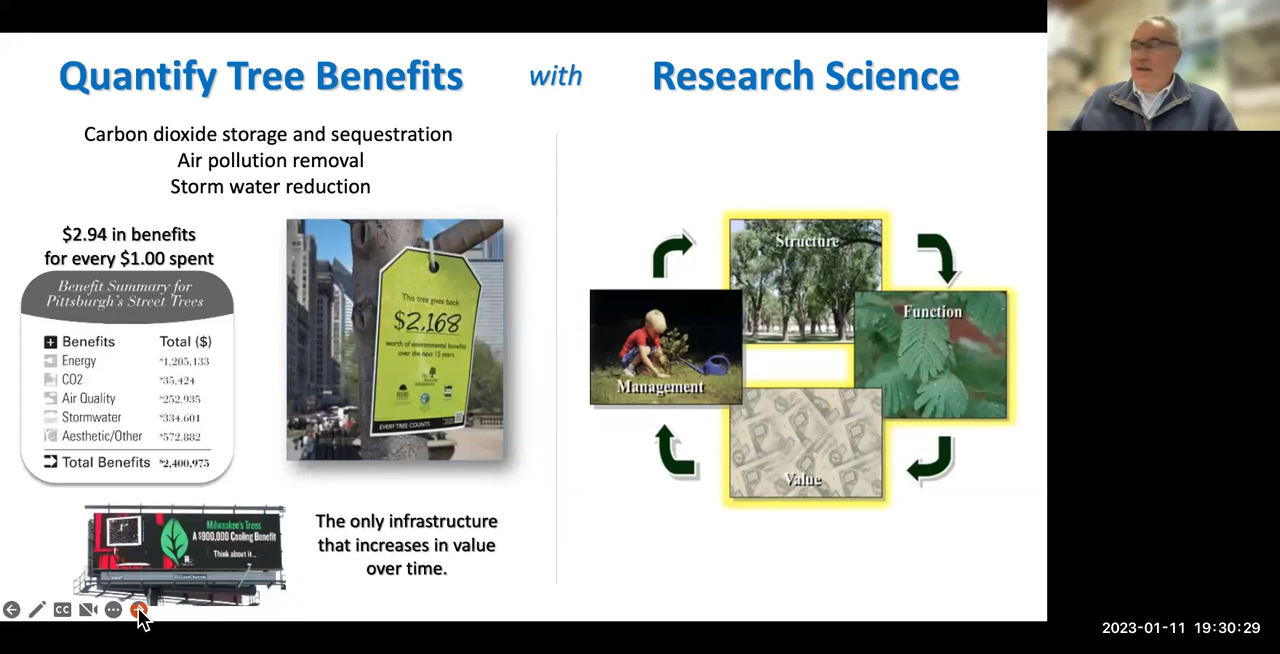 Quantify Tree Benefits with Research Science
Carbon dioxide storage and sequestration
Air pollution removal
Storm water reduction
$2.94 in benefits
for every $1.00 spent
Benefit Summary for
Pittsburgh's Street Trees
Benefits Total ($)
Energy $1,205,133
CO2 $35,424
Air Quality $252,935
Stormwater $334,601
Aesthetic/Other $572,882
Total Benefits $2,400,975
This tree gives back
$2,168
worth of environmental benefits
over the next 15 years.
EVERY TREE COUNTS
Milwaukee's Trees
A $900,000 Cooling Benefit
Think about it...
The only infrastructure
that increases in value
over time.
Structure
Function
Management
Value
CC
2023-01-11 19:30:29